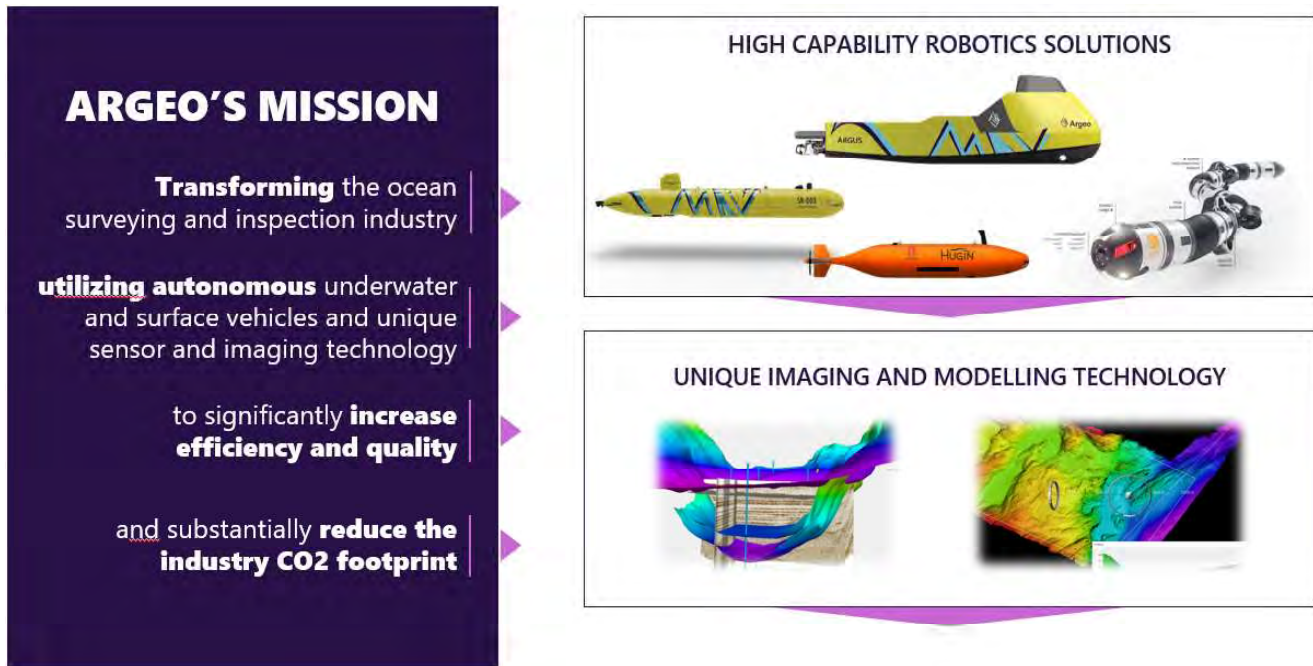 ARGEO’S MISSION
Transforming the ocean
surveying and inspection industry
utilizing autonomous underwater
and surface vehicles and unique
sensor and imaging technology
to significantly increase
efficiency and quality
and substantially reduce the
industry CO2 footprint
HIGH CAPABILITY ROBOTICS SOLUTIONS
Argeo
ARGUS
HUGIN
UNIQUE IMAGING AND MODELLING TECHNOLOGY